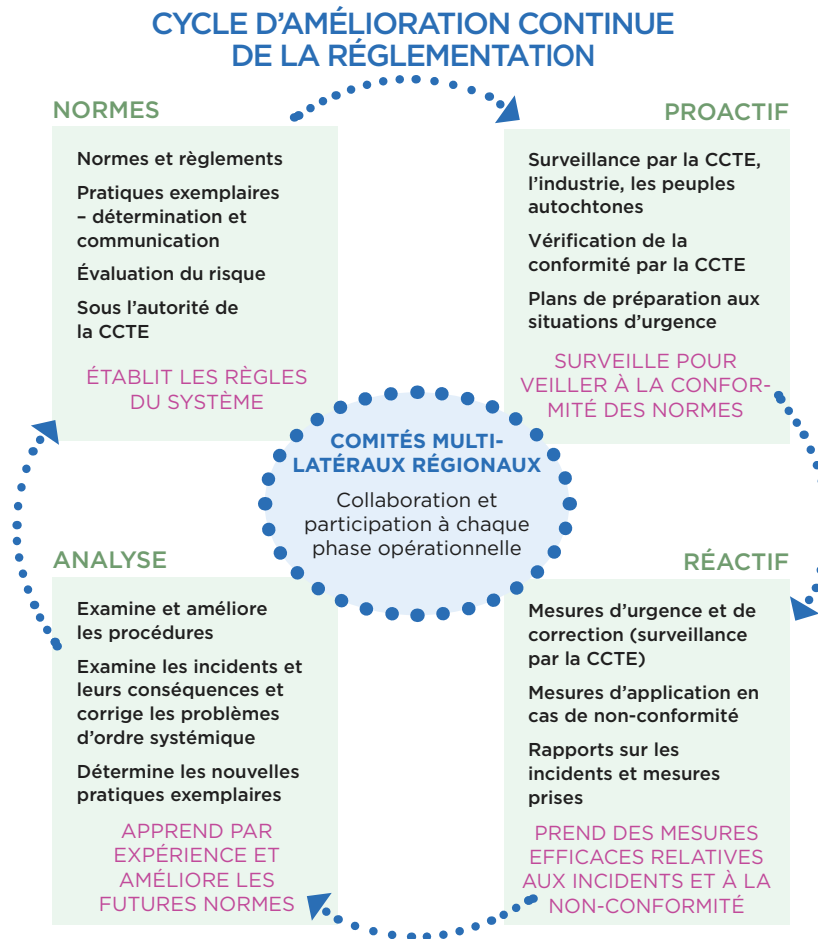 CYCLE D'AMÉLIORATION CONTINUE
DE LA RÉGLEMENTATION
NORMES
Normes et règlements
Pratiques exemplaires
– détermination et
communication
Évaluation du risque
Sous l'autorité de
la CCTE
ÉTABLIT LES RÈGLES
DU SYSTÈME
PROACTIF
Surveillance par la CCTE,
l'industrie, les peuples
autochtones
Vérification de la
conformité par la CCTE
Plans de préparation aux
situations d'urgence
SURVEILLE POUR
VEILLER À LA CONFOR-
MITÉ DES NORMES
COMITÉS MULTI-
LATÉRAUX RÉGIONAUX
Collaboration et
participation à chaque
phase opérationnelle
ANALYSE
Examine et améliore
les procédures
Examine les incidents et
leurs conséquences et
corrige les problèmes
d'ordre systémique
Détermine les nouvelles
pratiques exemplaires
APPREND PAR
EXPÉRIENCE ET
AMÉLIORE LES
FUTURES NORMES
RÉACTIF
Mesures d'urgence et de
correction (surveillance
par la CCTE)
Mesures d'application en
cas de non-conformité
Rapports sur les
incidents et mesures
prises
PREND DES MESURES
EFFICACES RELATIVES
AUX INCIDENTS ET À LA
NON-CONFORMITÉ